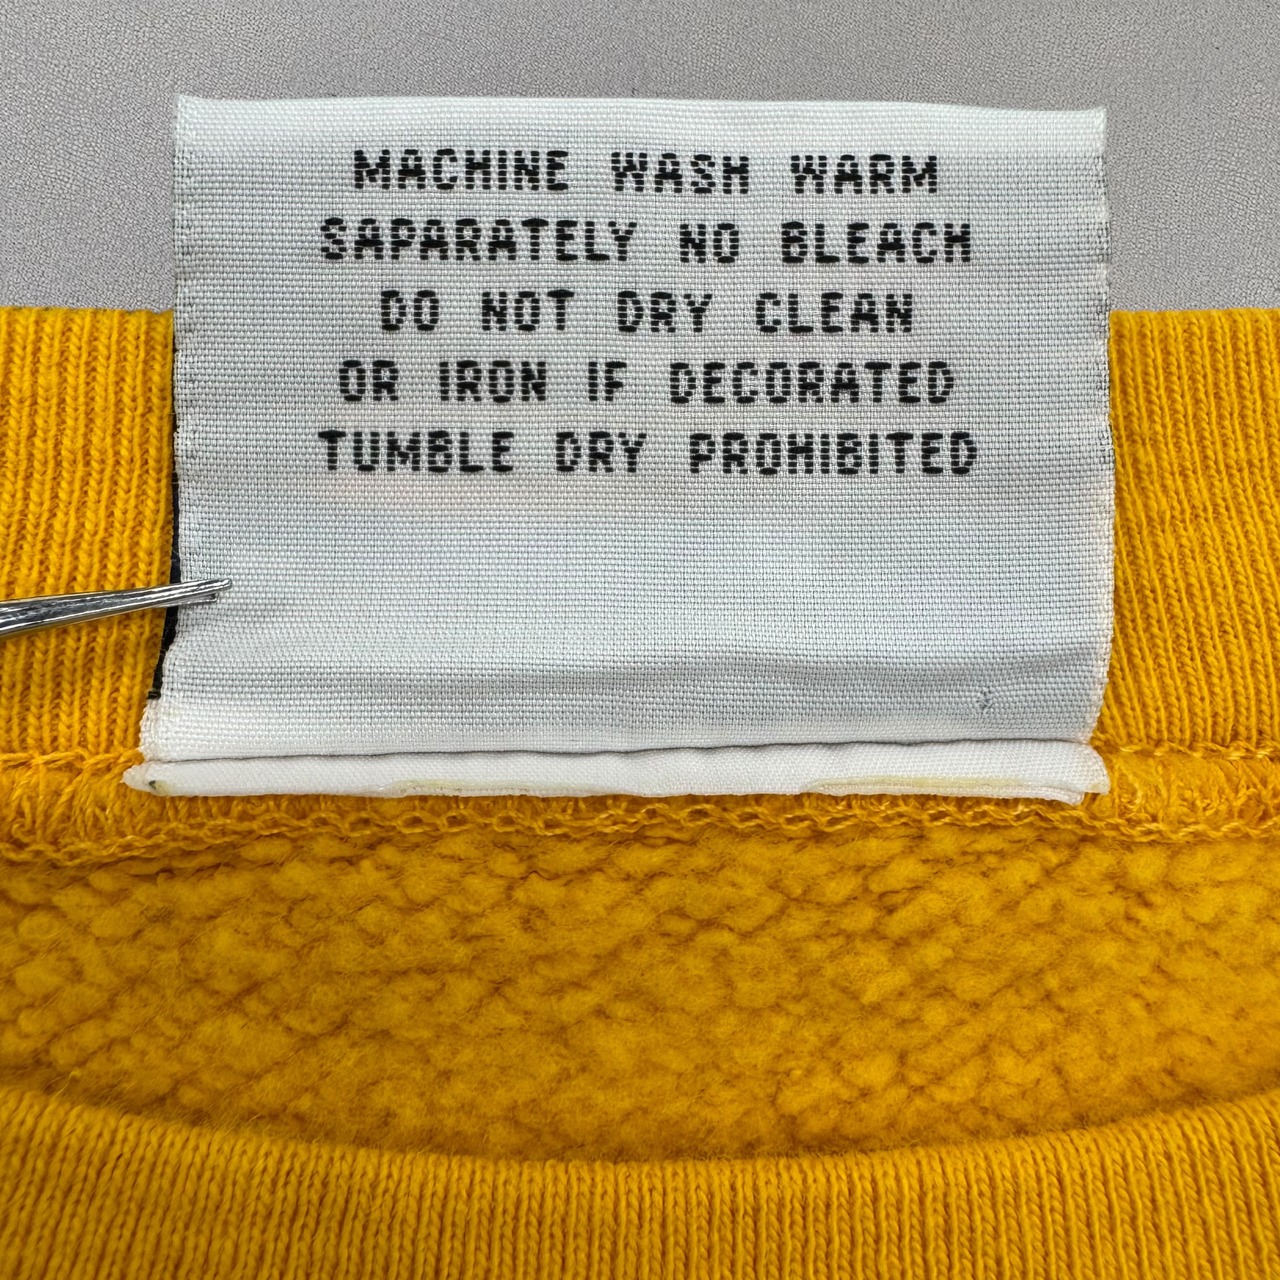 MACHINE WASH WARM
SAPARATELY NO BLEACH
DO NOT DRY CLEAN
OR IRON IF DECORATED
TUMBLE DRY PROHIBITED